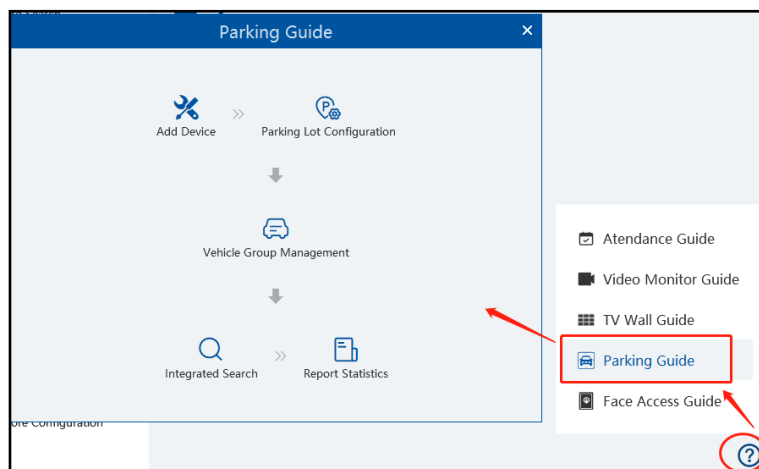 Parking Guide
Add Device
Parking Lot Configuration
Vehicle Group Management
Integrated Search
Report Statistics
Atendance Guide
Video Monitor Guide
TV Wall Guide
Parking Guide
Face Access Guide
Configuration